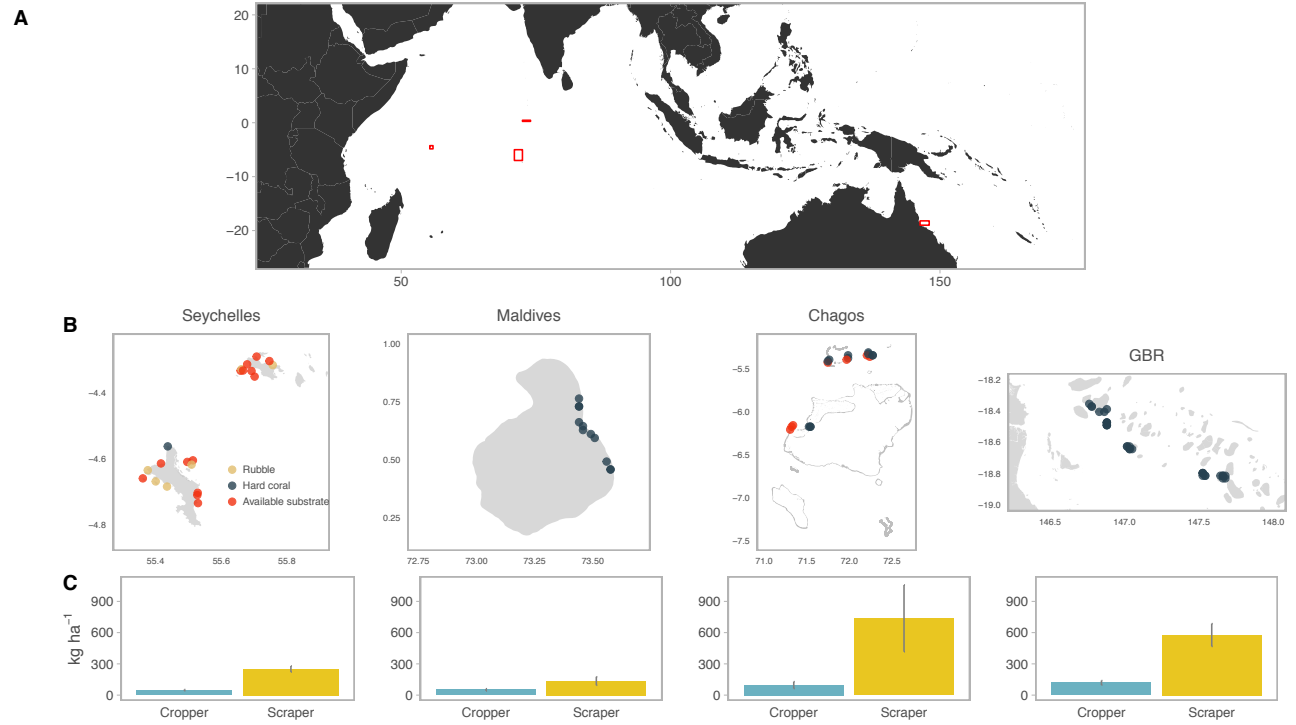 A
20
10
0
−10
−20
50
100
150
B
Seychelles
Maldives
Chagos
GBR
−4.4
−4.6
−4.8
Rubble
Hard coral
Available substrate
55.4
55.6
55.8
1.00
0.75
0.50
0.25
72.75
73.00
73.25
73.50
−5.5
−6.0
−6.5
−7.0
−7.5
71.0
71.5
72.0
72.5
−18.2
−18.4
−18.6
−18.8
−19.0
146.5
147.0
147.5
148.0
C
kg ha⁻¹
900
600
300
0
Cropper
Scraper
900
600
300
0
Cropper
Scraper
900
600
300
0
Cropper
Scraper
900
600
300
0
Cropper
Scraper